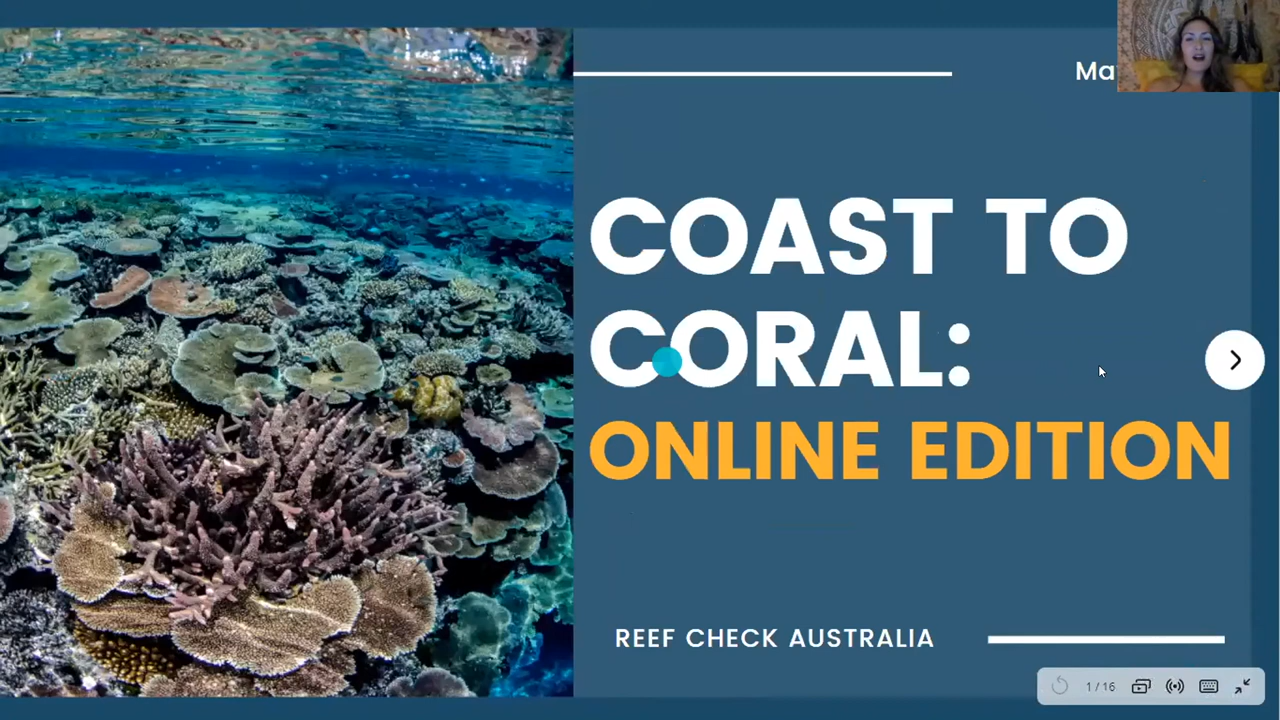 COAST TO
CORAL:
ONLINE EDITION
REEF CHECK AUSTRALIA
1 / 16